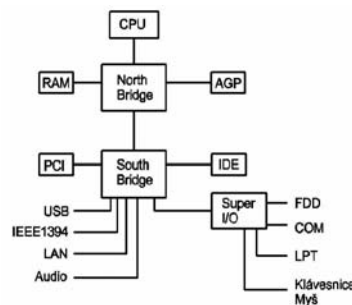 CPU
RAM
North
Bridge
AGP
PCI
South
Bridge
IDE
USB
IEEE1394
LAN
Audio
Super
I/O
FDD
COM
LPT
Klávesnice
Myš